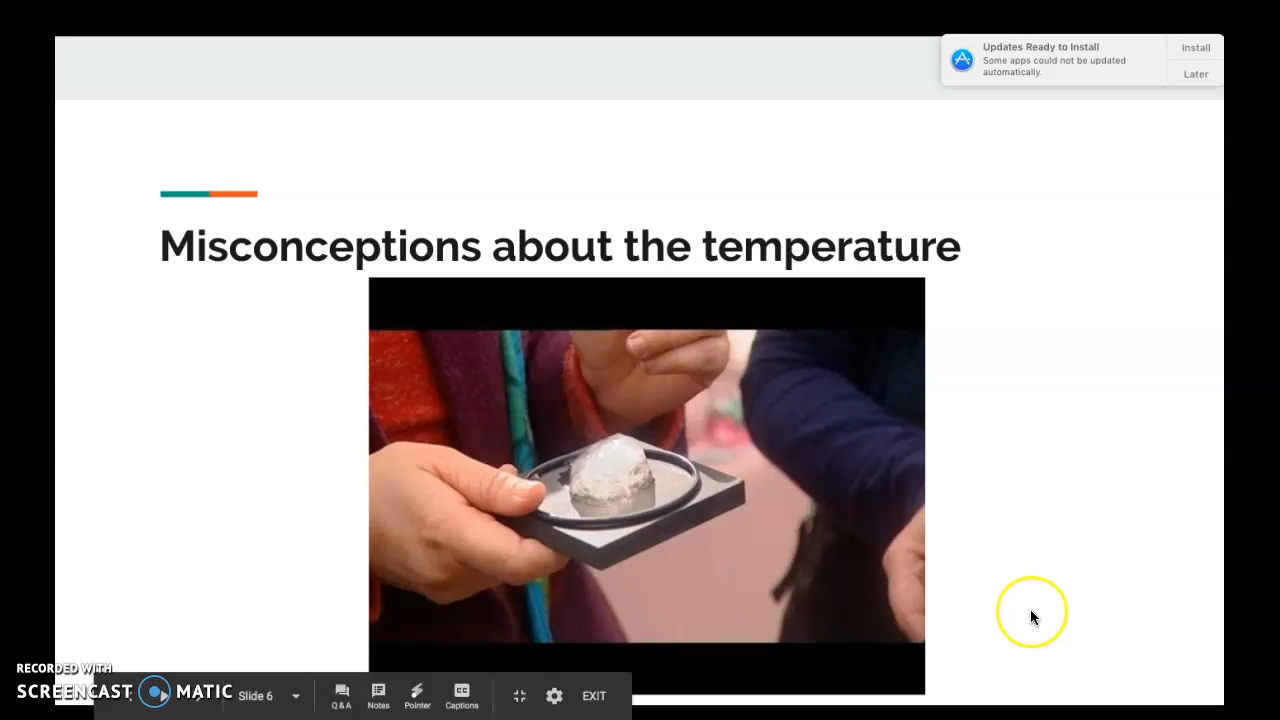 Updates Ready to Install
Some apps could not be updated
automatically.
Install
Later
Misconceptions about the temperature
RECORDED WITH
SCREENCAST MATIC
Slide 6
Q & A
Notes
Pointer
CC
Captions
EXIT